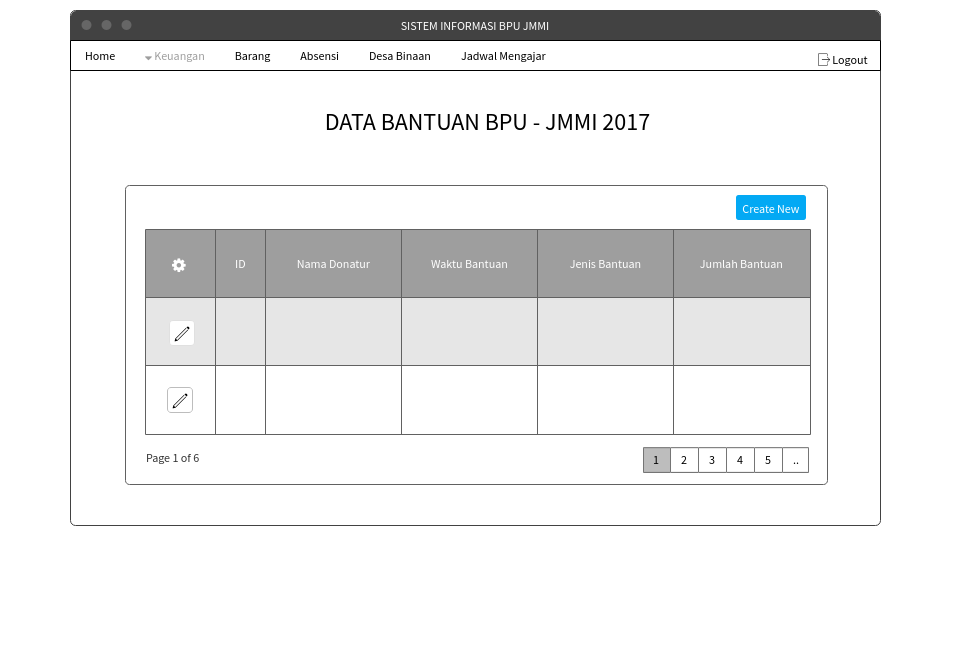 SISTEM INFORMASI BPU JMMI
Home Keuangan Barang Absensi Desa Binaan Jadwal Mengajar Logout
DATA BANTUAN BPU - JMMI 2017
Create New
ID Nama Donatur Waktu Bantuan Jenis Bantuan Jumlah Bantuan
Page 1 of 6 1 2 3 4 5 ..